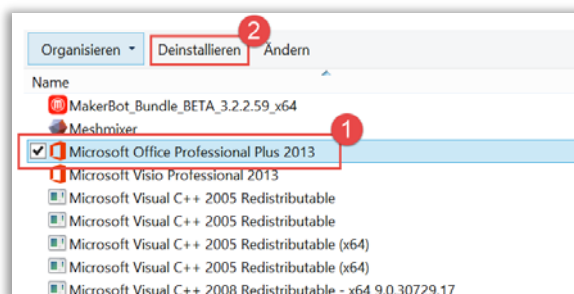 2
Organisieren Deinstallieren Ändern
Name
MakerBot_Bundle_BETA_3.2.2.59_x64
Meshmixer
1
Microsoft Office Professional Plus 2013
Microsoft Visio Professional 2013
Microsoft Visual C++ 2005 Redistributable
Microsoft Visual C++ 2005 Redistributable
Microsoft Visual C++ 2005 Redistributable (x64)
Microsoft Visual C++ 2005 Redistributable (x64)
Microsoft Visual C++ 2008 Redistributable - x64 9.0.30729.17